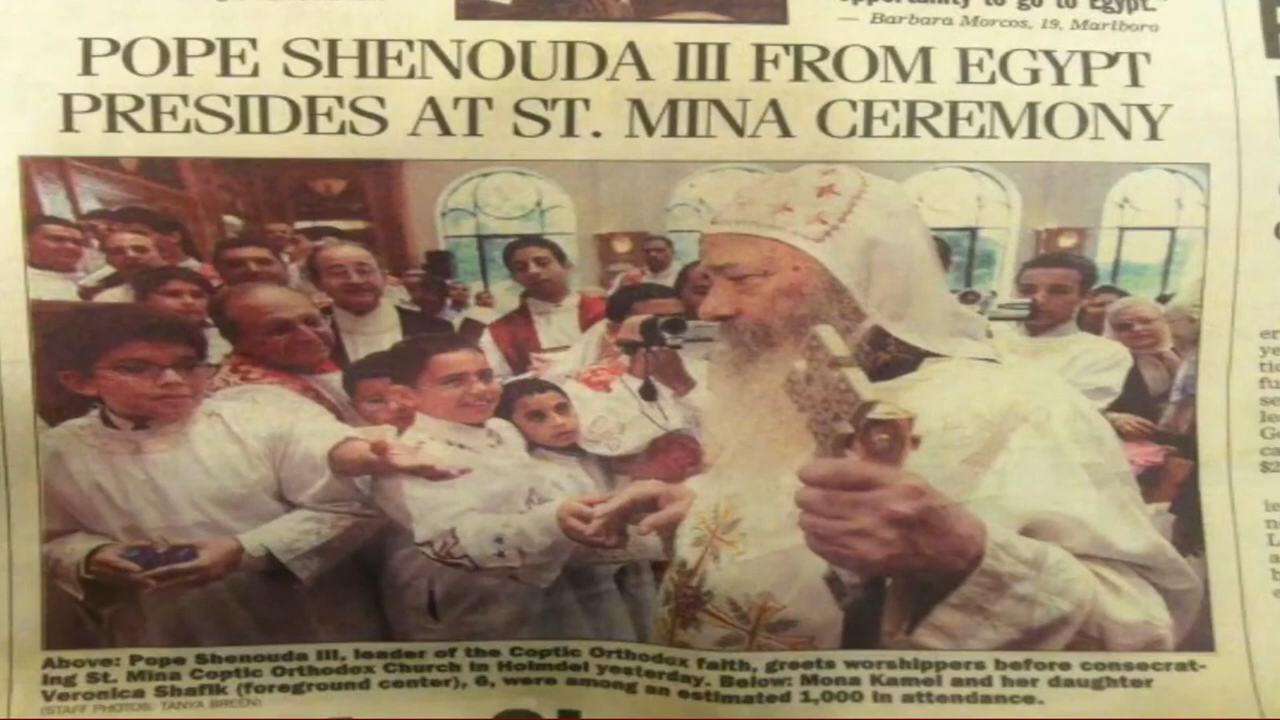 opportunity to go to Egypt."
— Barbara Morcos, 19, Marlboro
POPE SHENOUDA III FROM EGYPT
PRESIDES AT ST. MINA CEREMONY
Above: Pope Shenouda III, leader of the Coptic Orthodox faith, greets worshippers before consecrat-
ing St. Mina Coptic Orthodox Church in Holmdel yesterday. Below: Mona Kamel and her daughter
Veronica Shafik (foreground center), 6, were among an estimated 1,000 in attendance.
(STAFF PHOTOS: TANYA BREEN)